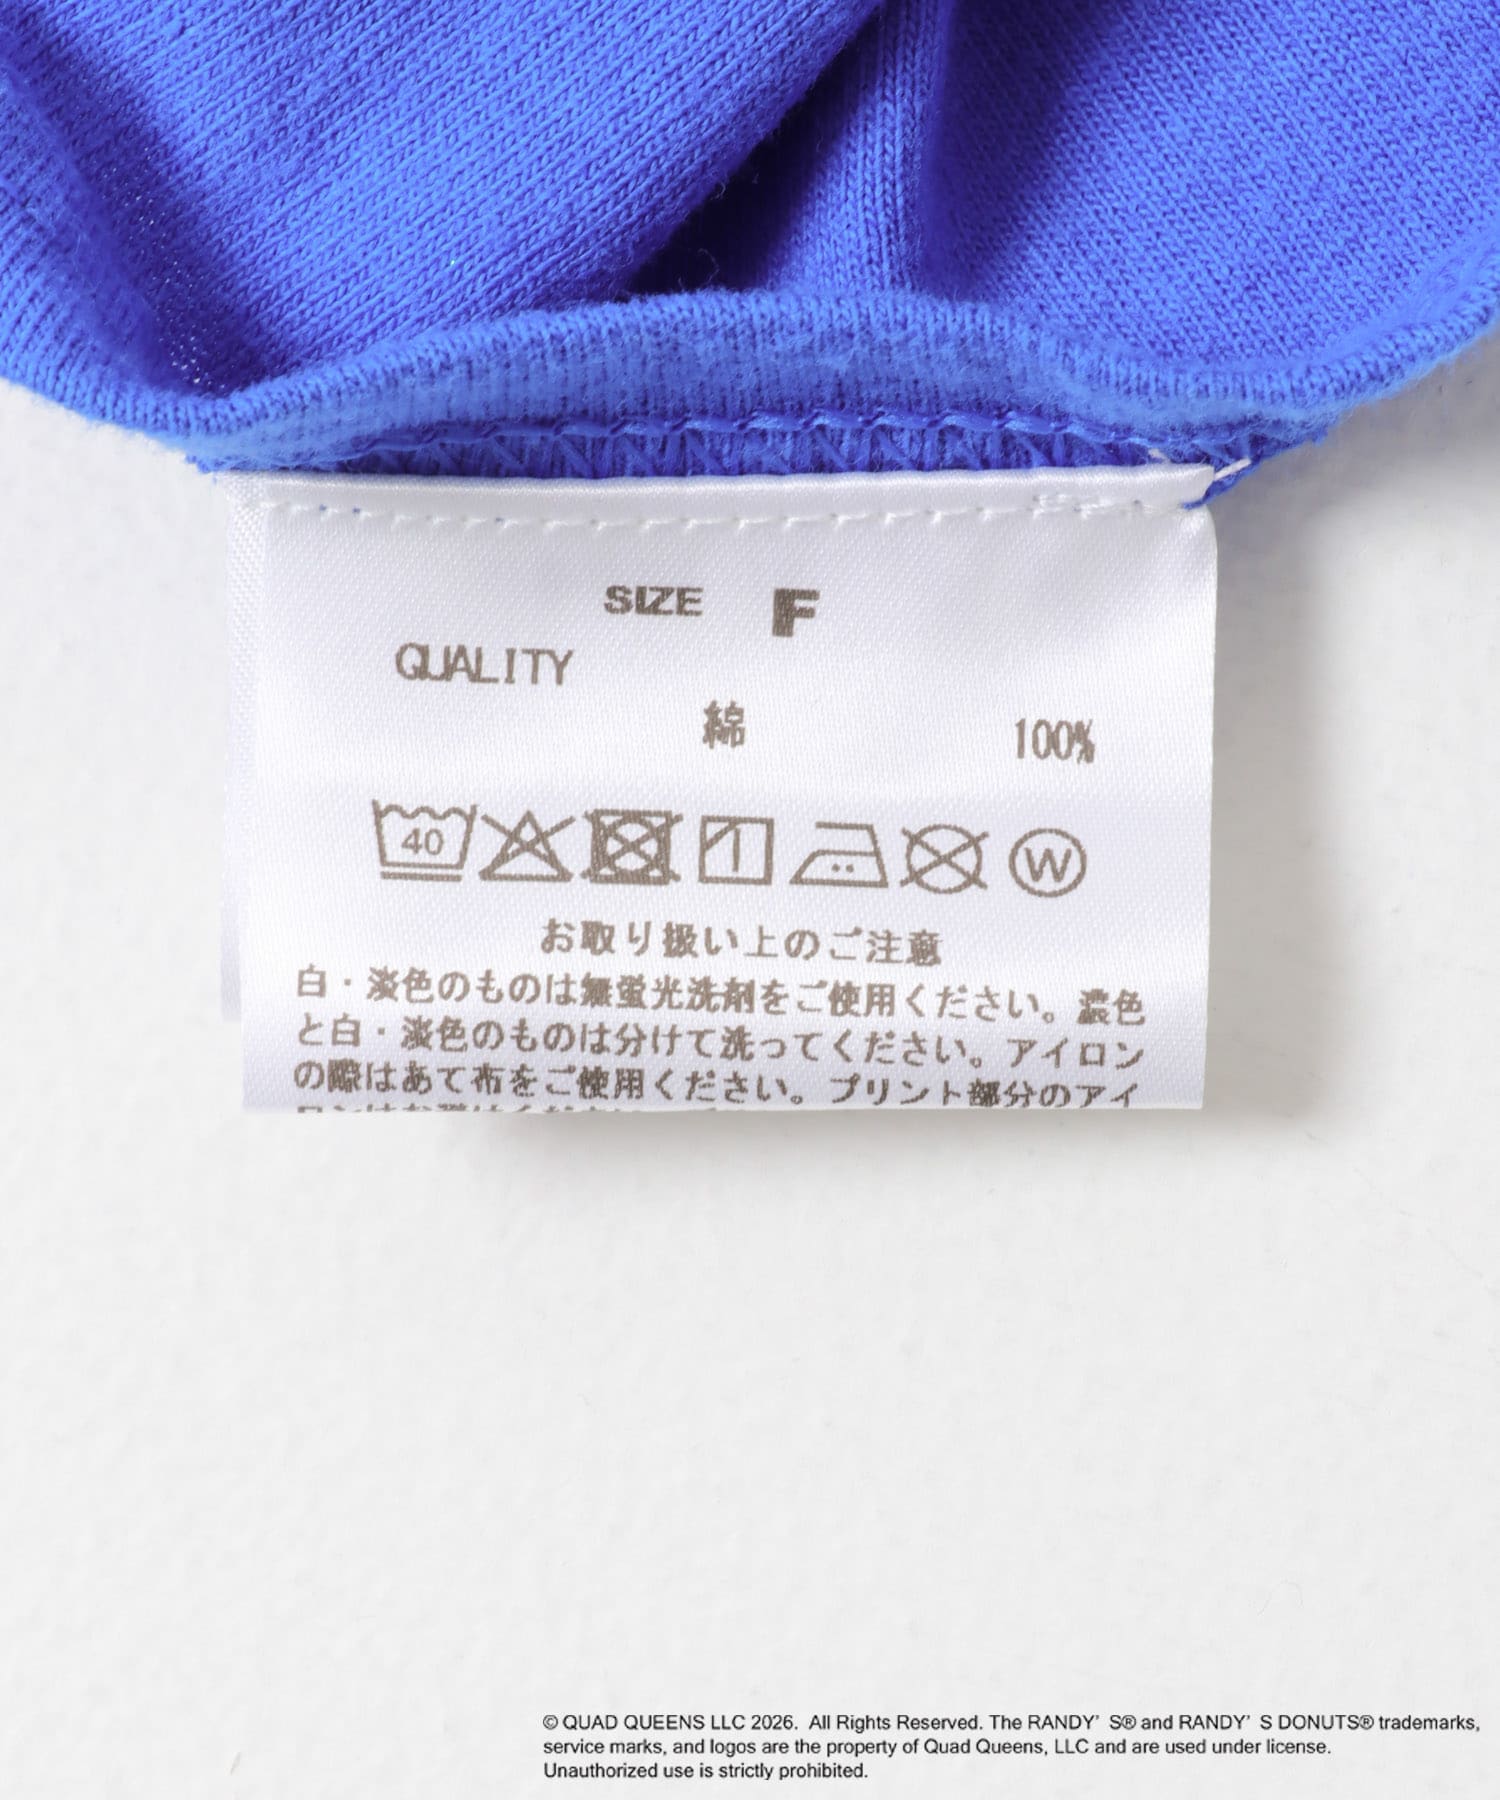 SIZE F
QUALITY
綿 100%
40
W
お取り扱い上のご注意
白・淡色のものは無蛍光洗剤をご使用ください。濃色
と白・淡色のものは分けて洗ってください。アイロン
の際はあて布をご使用ください。プリント部分のアイ
© QUAD QUEENS LLC 2026. All Rights Reserved. The RANDY’S® and RANDY’S DONUTS® trademarks,
service marks, and logos are the property of Quad Queens, LLC and are used under license.
Unauthorized use is strictly prohibited.